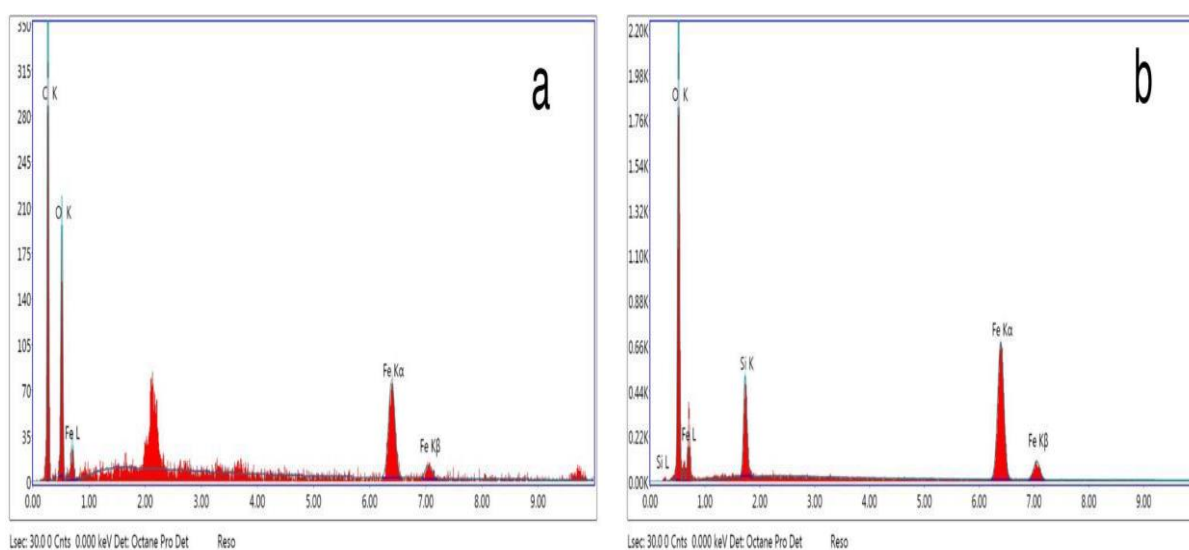 a
350
315
280
245
210
175
140
105
70
35
0
C K
O K
Fe L
Fe Kα
Fe Kβ
0.00 1.00 2.00 3.00 4.00 5.00 6.00 7.00 8.00 9.00
Lsec: 30.0 0 Cnts 0.000 keV Det: Octane Pro Det Reso
b
2.20K
1.98K
1.76K
1.54K
1.32K
1.10K
0.88K
0.66K
0.44K
0.22K
0.00K
O K
Si L
Fe L
Si K
Fe Kα
Fe Kβ
0.00 1.00 2.00 3.00 4.00 5.00 6.00 7.00 8.00 9.00
Lsec: 30.0 0 Cnts 0.000 keV Det: Octane Pro Det Reso